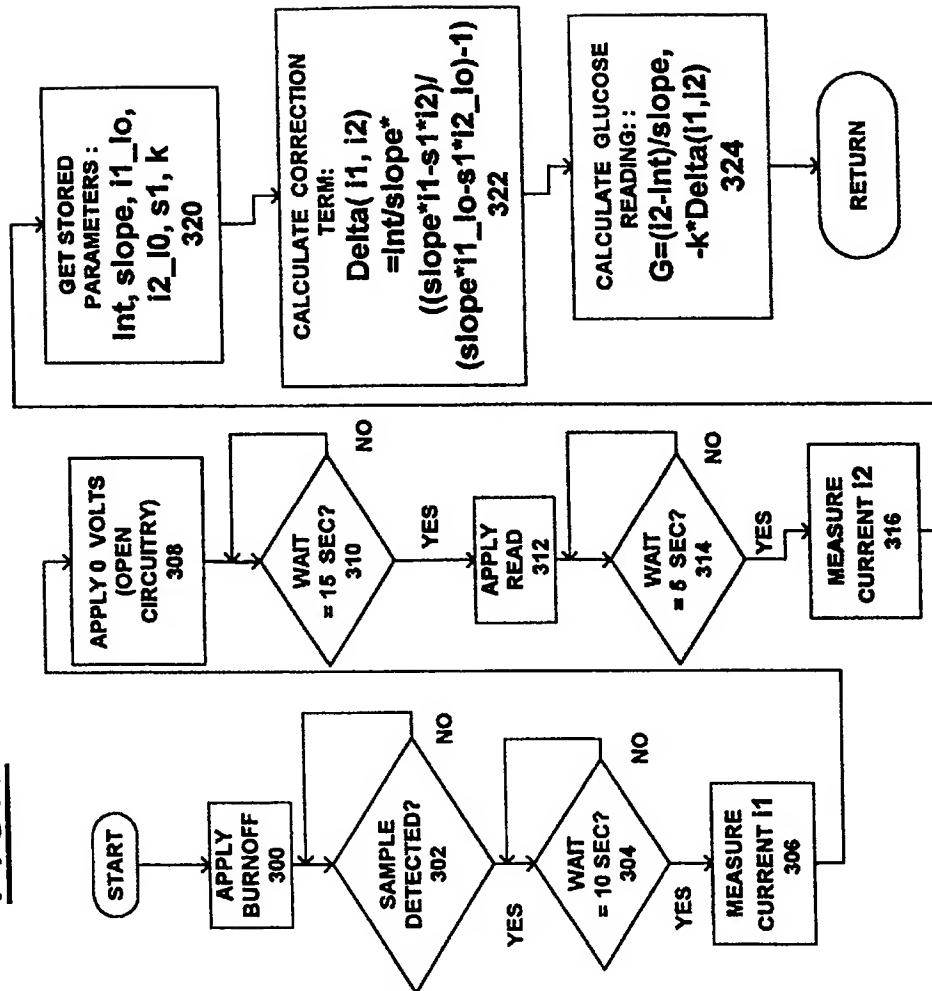 START
APPLY
BURNOFF
300
SAMPLE
DETECTED?
302
NO
YES
WAIT
= 10 SEC?
304
NO
YES
MEASURE
CURRENT i1
306
APPLY 0 VOLTS
(OPEN
CIRCUITRY)
308
WAIT
= 15 SEC?
310
NO
YES
APPLY
READ
312
WAIT
= 5 SEC?
314
NO
YES
MEASURE
CURRENT i2
316
GET STORED
PARAMETERS :
Int, slope, i1_lo,
i2_l0, s1, k
320
CALCULATE CORRECTION
TERM:
Delta( i1, i2)
=Int/slope*
((slope*i1-s1*i2)/
(slope*i1_lo-s1*i2_lo)-1)
322
CALCULATE GLUCOSE
READING::
G=(i2-Int)/slope,
-k*Delta(i1,i2)
324
RETURN